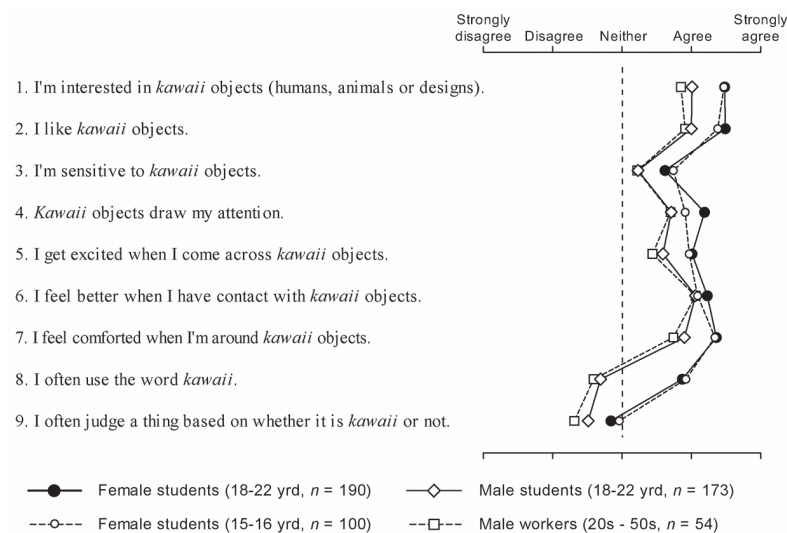 Strongly disagree Disagree Neither Agree Strongly agree
1. I'm interested in kawaii objects (humans, animals or designs).
2. I like kawaii objects.
3. I'm sensitive to kawaii objects.
4. Kawaii objects draw my attention.
5. I get excited when I come across kawaii objects.
6. I feel better when I have contact with kawaii objects.
7. I feel comforted when I'm around kawaii objects.
8. I often use the word kawaii.
9. I often judge a thing based on whether it is kawaii or not.
Female students (18-22 yrd, n = 190) Male students (18-22 yrd, n = 173)
Female students (15-16 yrd, n = 100) Male workers (20s - 50s, n = 54)